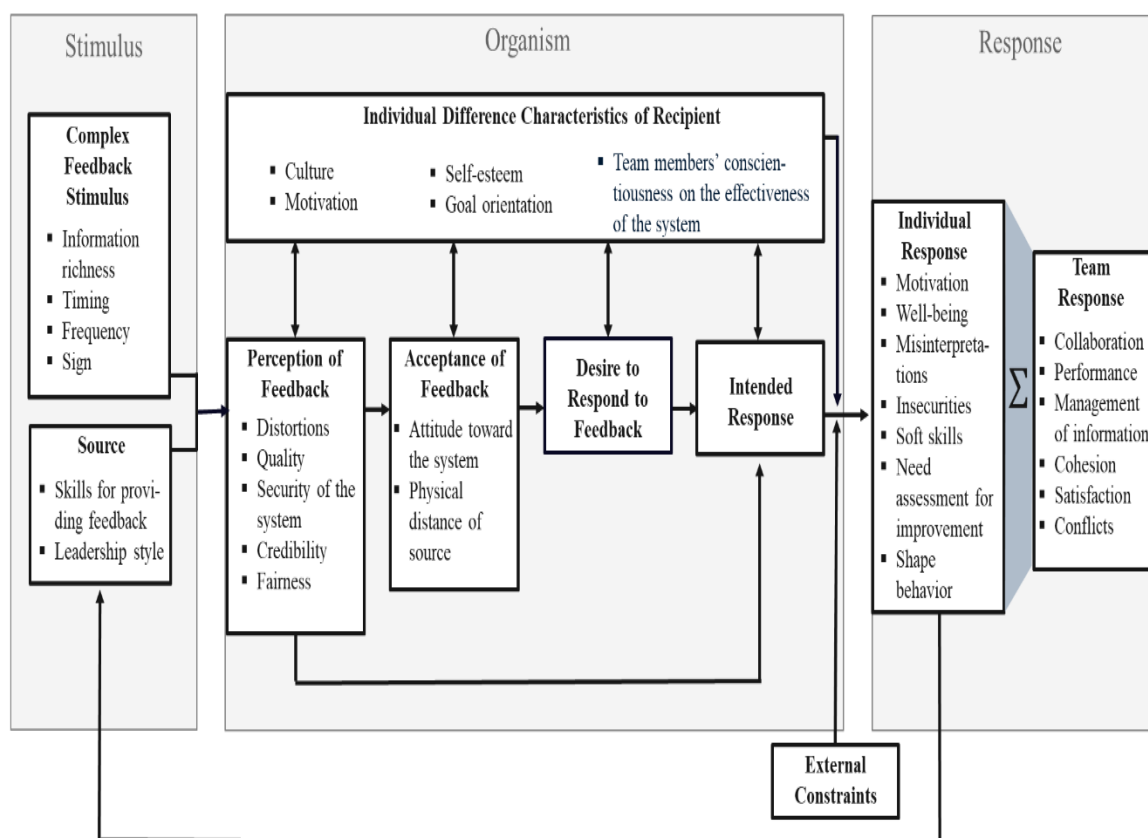 Stimulus
Complex
Feedback
Stimulus
▪ Information
richness
▪ Timing
▪ Frequency
▪ Sign
Source
▪ Skills for provi-
ding feedback
▪ Leadership style
Organism
Individual Difference Characteristics of Recipient
▪ Culture
▪ Motivation
▪ Self-esteem
▪ Goal orientation
▪ Team members’ conscien-
tiousness on the effectiveness
of the system
Perception of
Feedback
▪ Distortions
▪ Quality
▪ Security of the
system
▪ Credibility
▪ Fairness
Acceptance of
Feedback
▪ Attitude toward
the system
▪ Physical
distance of
source
Desire to
Respond to
Feedback
Intended
Response
External
Constraints
Response
Individual
Response
▪ Motivation
▪ Well-being
▪ Misinterpreta-
tions
▪ Insecurities
▪ Soft skills
▪ Need
assessment for
improvement
▪ Shape
behavior
Σ
Team
Response
▪ Collaboration
▪ Performance
▪ Management
of information
▪ Cohesion
▪ Satisfaction
▪ Conflicts